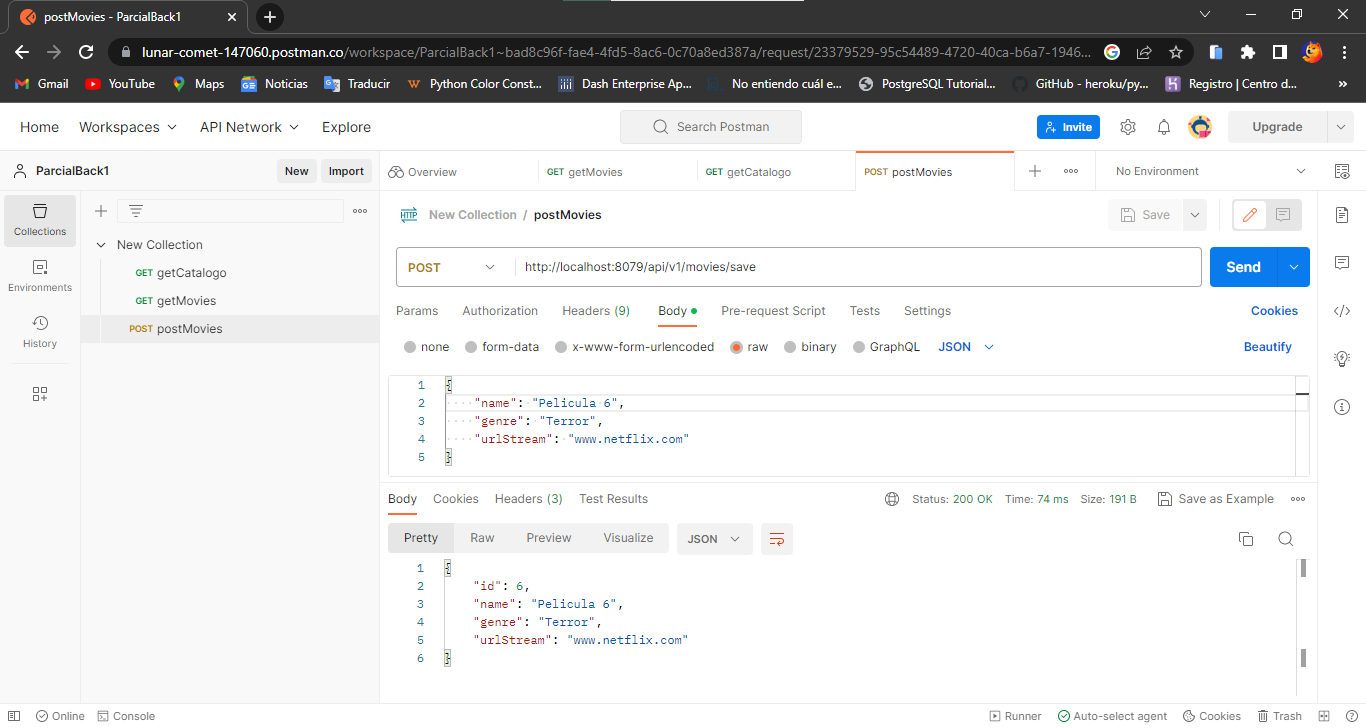 postMovies - ParcialBack1
lunar-comet-147060.postman.co/workspace/ParcialBack1~bad8c96f-fae4-4fd5-8ac6-0c70a8ed387a/request/23379529-95c54489-4720-40ca-b6a7-1946...
Gmail YouTube Maps Noticias Traducir Python Color Const... Dash Enterprise Ap... No entiendo cuál e... PostgreSQL Tutorial... GitHub - heroku/py... Registro | Centro d... »
Home Workspaces API Network Explore Search Postman Invite Upgrade
ParcialBack1 New Import Overview GET getMovies GET getCatalogo POST postMovies No Environment
Collections
HTTP New Collection / postMovies Save
New Collection
GET getCatalogo
GET getMovies
POST postMovies
Environments
History
POST http://localhost:8079/api/v1/movies/save Send
Params Authorization Headers (9) Body Pre-request Script Tests Settings Cookies
none form-data x-www-form-urlencoded raw binary GraphQL JSON Beautify
1 {
2 "name": "Pelicula 6",
3 "genre": "Terror",
4 "urlStream": "www.netflix.com"
5 }
Body Cookies Headers (3) Test Results Status: 200 OK Time: 74 ms Size: 191 B Save as Example
Pretty Raw Preview Visualize JSON
1 {
2 "id": 6,
3 "name": "Pelicula 6",
4 "genre": "Terror",
5 "urlStream": "www.netflix.com"
6 }
Online Console Runner Auto-select agent Cookies Trash